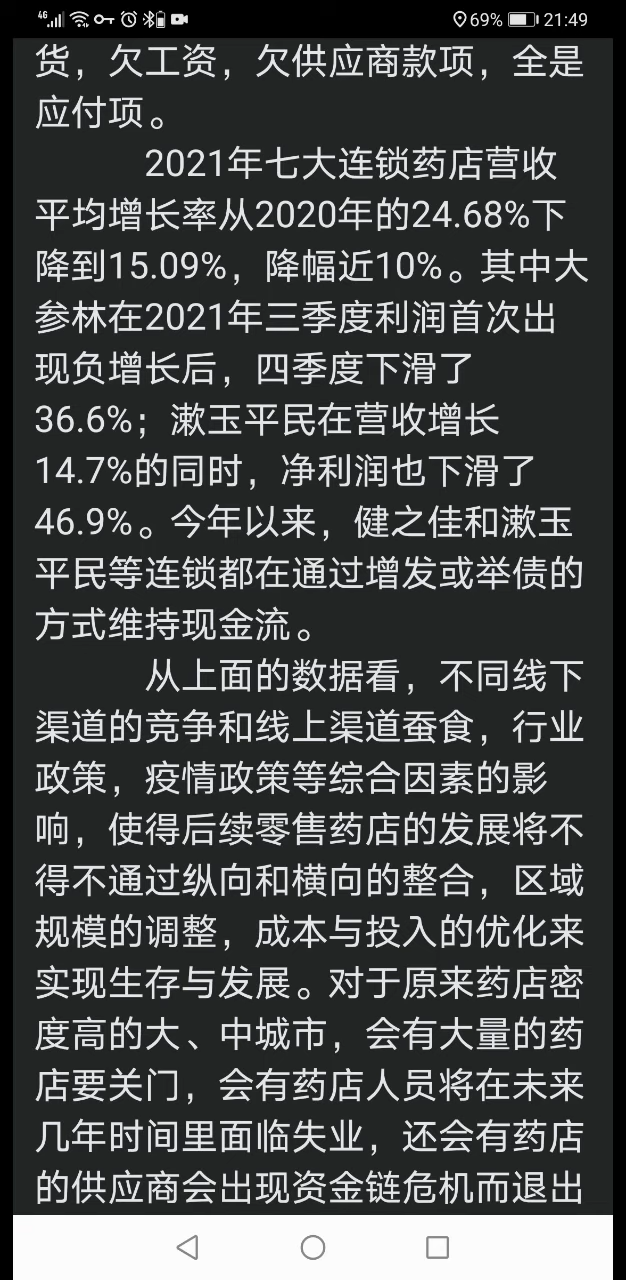 4G 69% 21:49
货，欠工资，欠供应商款项，全是
应付项。
2021年七大连锁药店营收
平均增长率从2020年的24.68%下
降到15.09%，降幅近10%。其中大
参林在2021年三季度利润首次出
现负增长后，四季度下滑了
36.6%；漱玉平民在营收增长
14.7%的同时，净利润也下滑了
46.9%。今年以来，健之佳和漱玉
平民等连锁都在通过增发或举债的
方式维持现金流。
从上面的数据看，不同线下
渠道的竞争和线上渠道蚕食，行业
政策，疫情政策等综合因素的影
响，使得后续零售药店的发展将不
得不通过纵向和横向的整合，区域
规模的调整，成本与投入的优化来
实现生存与发展。对于原来药店密
度高的大、中城市，会有大量的药
店要关门，会有药店人员将在未来
几年时间里面临失业，还会有药店
的供应商会出现资金链危机而退出